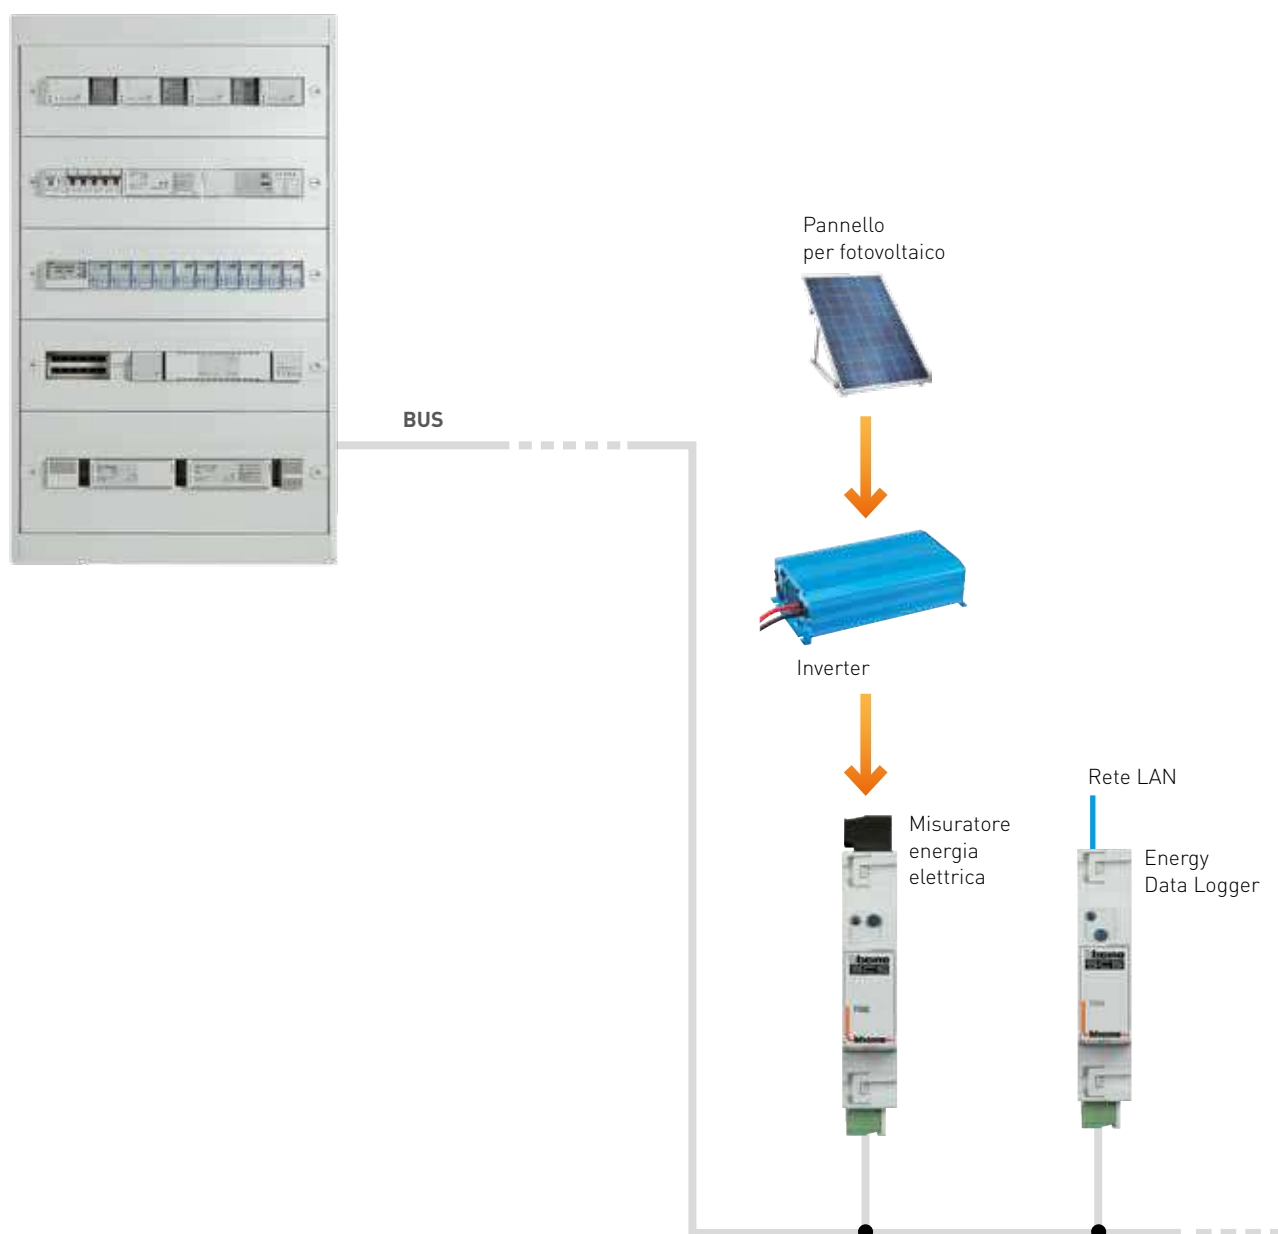 Pannello
per fotovoltaico
BUS
Inverter
Rete LAN
Misuratore
energia
elettrica
Energy
Data Logger